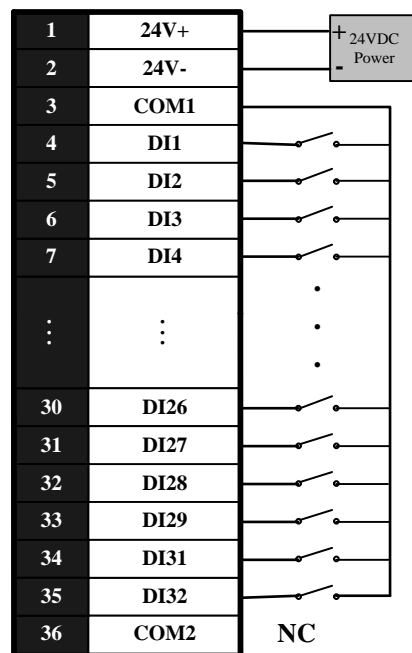 1 24V+ + 24VDC
2 24V- - Power
3 COM1
4 DI1
5 DI2
6 DI3
7 DI4
⋮ ⋮
30 DI26
31 DI27
32 DI28
33 DI29
34 DI31
35 DI32
36 COM2 NC